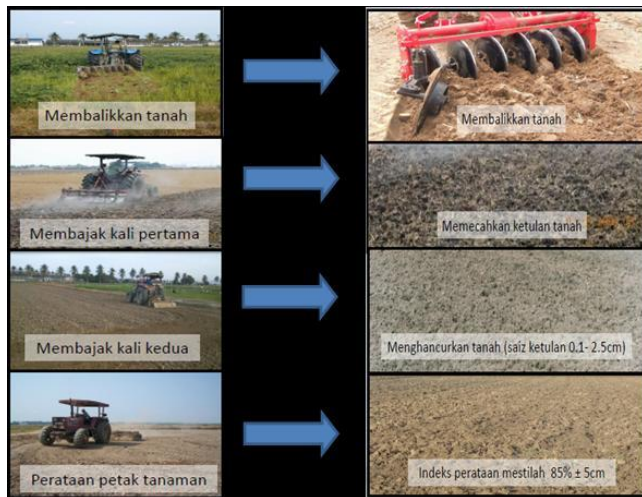 Membalikkan tanah
Membalikkan tanah
Membajak kali pertama
Memecahkan ketulan tanah
Membajak kali kedua
Menghancurkan tanah (saiz ketulan 0.1- 2.5cm)
Perataan petak tanaman
Indeks perataan mestilah  85% ± 5cm